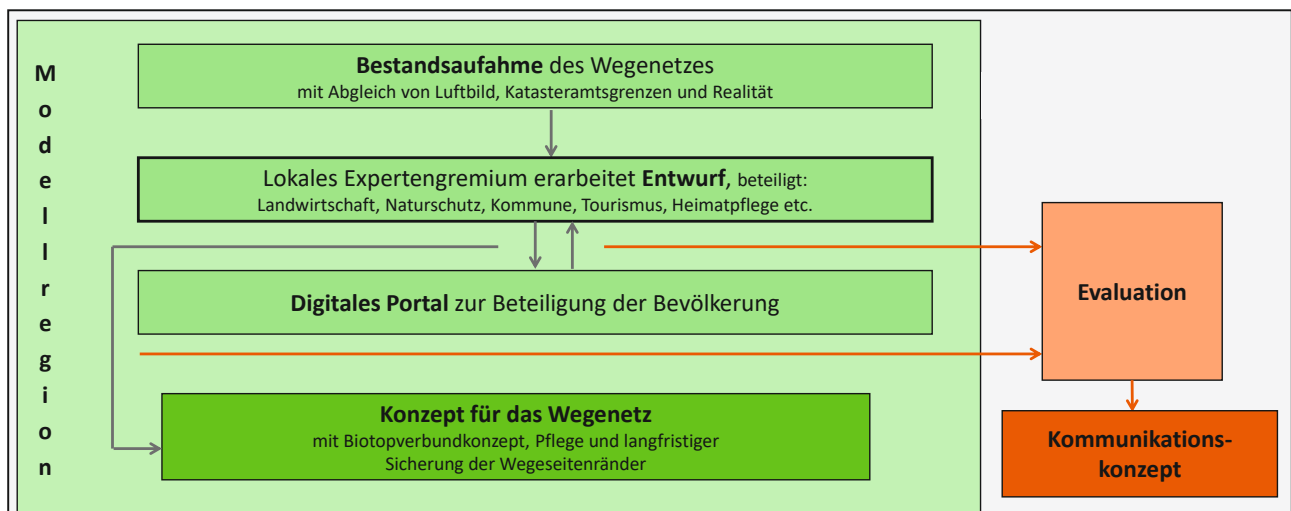 Modellregion
Bestandsaufahme des Wegenetzes
mit Abgleich von Luftbild, Katasteramtsgrenzen und Realität
Lokales Expertengremium erarbeitet Entwurf, beteiligt:
Landwirtschaft, Naturschutz, Kommune, Tourismus, Heimatpflege etc.
Digitales Portal zur Beteiligung der Bevölkerung
Konzept für das Wegenetz
mit Biotopverbundkonzept, Pflege und langfristiger
Sicherung der Wegeseitenränder
Evaluation
Kommunikations-
konzept